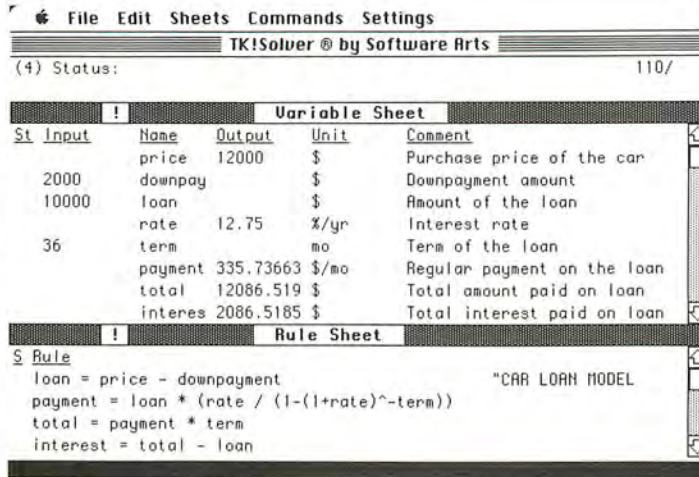 File Edit Sheets Commands Settings
TK!Solver ® by Software Arts
(4) Status: 110/
! Variable Sheet
St Input Name Output Unit Comment
price 12000 $ Purchase price of the car
2000 downpay $ Downpayment amount
10000 loan $ Amount of the loan
rate 12.75 %/yr Interest rate
36 term mo Term of the loan
payment 335.73663 $/mo Regular payment on the loan
total 12086.519 $ Total amount paid on loan
interes 2086.5185 $ Total interest paid on loan
! Rule Sheet
S Rule
loan = price - downpayment "CAR LOAN MODEL
payment = loan * (rate / (1-(1+rate)^-term))
total = payment * term
interest = total - loan